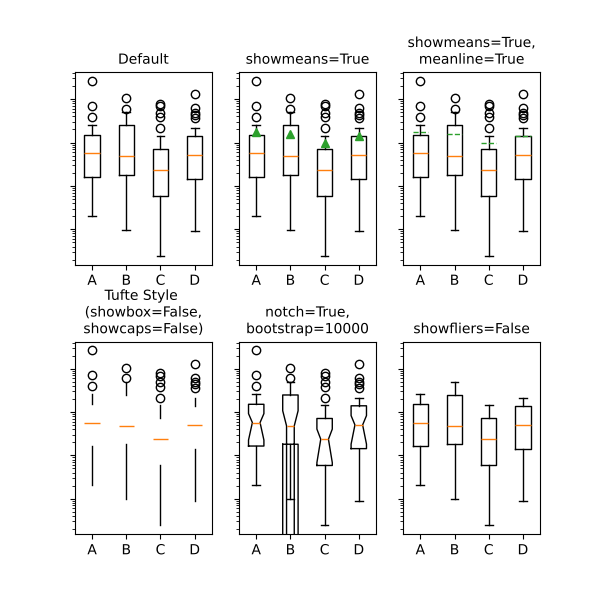 Default
showmeans=True
showmeans=True,
meanline=True
A B C D
A B C D
A B C D
Tufte Style
(showbox=False,
showcaps=False)
notch=True,
bootstrap=10000
showfliers=False
A B C D
A B C D
A B C D